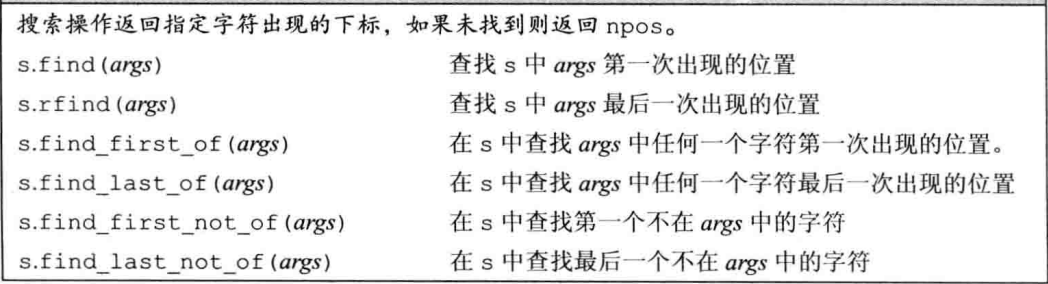 搜索操作返回指定字符出现的下标，如果未找到则返回 npos。
s.find(args) 查找 s 中 args 第一次出现的位置
s.rfind(args) 查找 s 中 args 最后一次出现的位置
s.find_first_of(args) 在 s 中查找 args 中任何一个字符第一次出现的位置。
s.find_last_of(args) 在 s 中查找 args 中任何一个字符最后一次出现的位置
s.find_first_not_of(args) 在 s 中查找第一个不在 args 中的字符
s.find_last_not_of(args) 在 s 中查找最后一个不在 args 中的字符